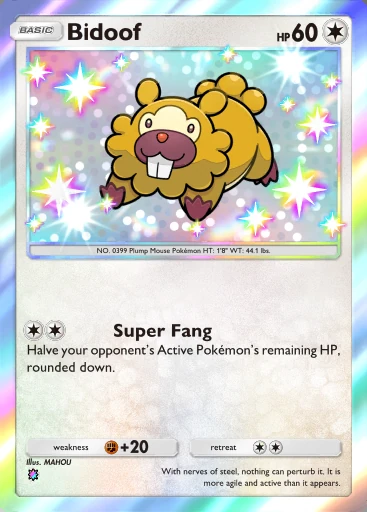 BASIC Bidoof HP 60
NO. 0399 Plump Mouse Pokémon HT: 1'8" WT: 44.1 lbs.
Super Fang
Halve your opponent's Active Pokémon's remaining HP,
rounded down.
weakness +20 retreat
Illus. MAHOU
With nerves of steel, nothing can perturb it. It is
more agile and active than it appears.